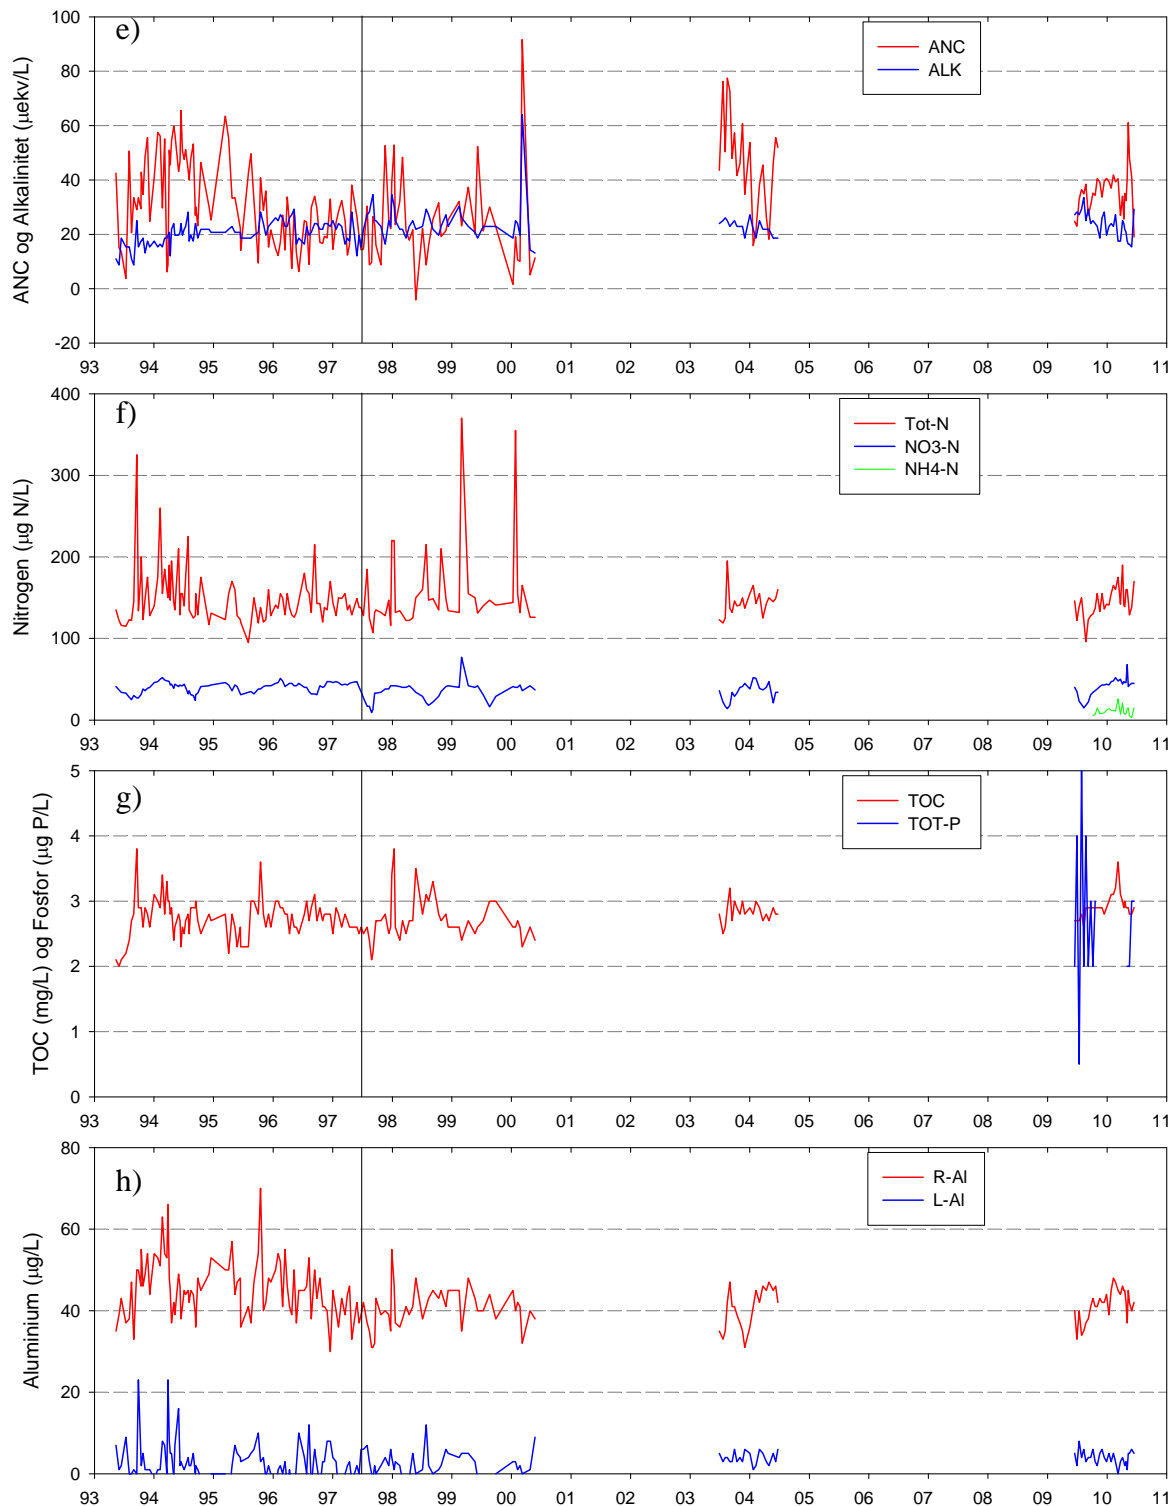 e)
ANC og Alkalinitet (µekv/L)
100
80
60
40
20
0
-20
ANC
ALK
93 94 95 96 97 98 99 00 01 02 03 04 05 06 07 08 09 10 11
f)
Nitrogen (µg N/L)
400
300
200
100
0
Tot-N
NO3-N
NH4-N
93 94 95 96 97 98 99 00 01 02 03 04 05 06 07 08 09 10 11
g)
TOC (mg/L) og Fosfor (µg P/L)
5
4
3
2
1
0
TOC
TOT-P
93 94 95 96 97 98 99 00 01 02 03 04 05 06 07 08 09 10 11
h)
Aluminium (µg/L)
80
60
40
20
0
R-Al
L-Al
93 94 95 96 97 98 99 00 01 02 03 04 05 06 07 08 09 10 11